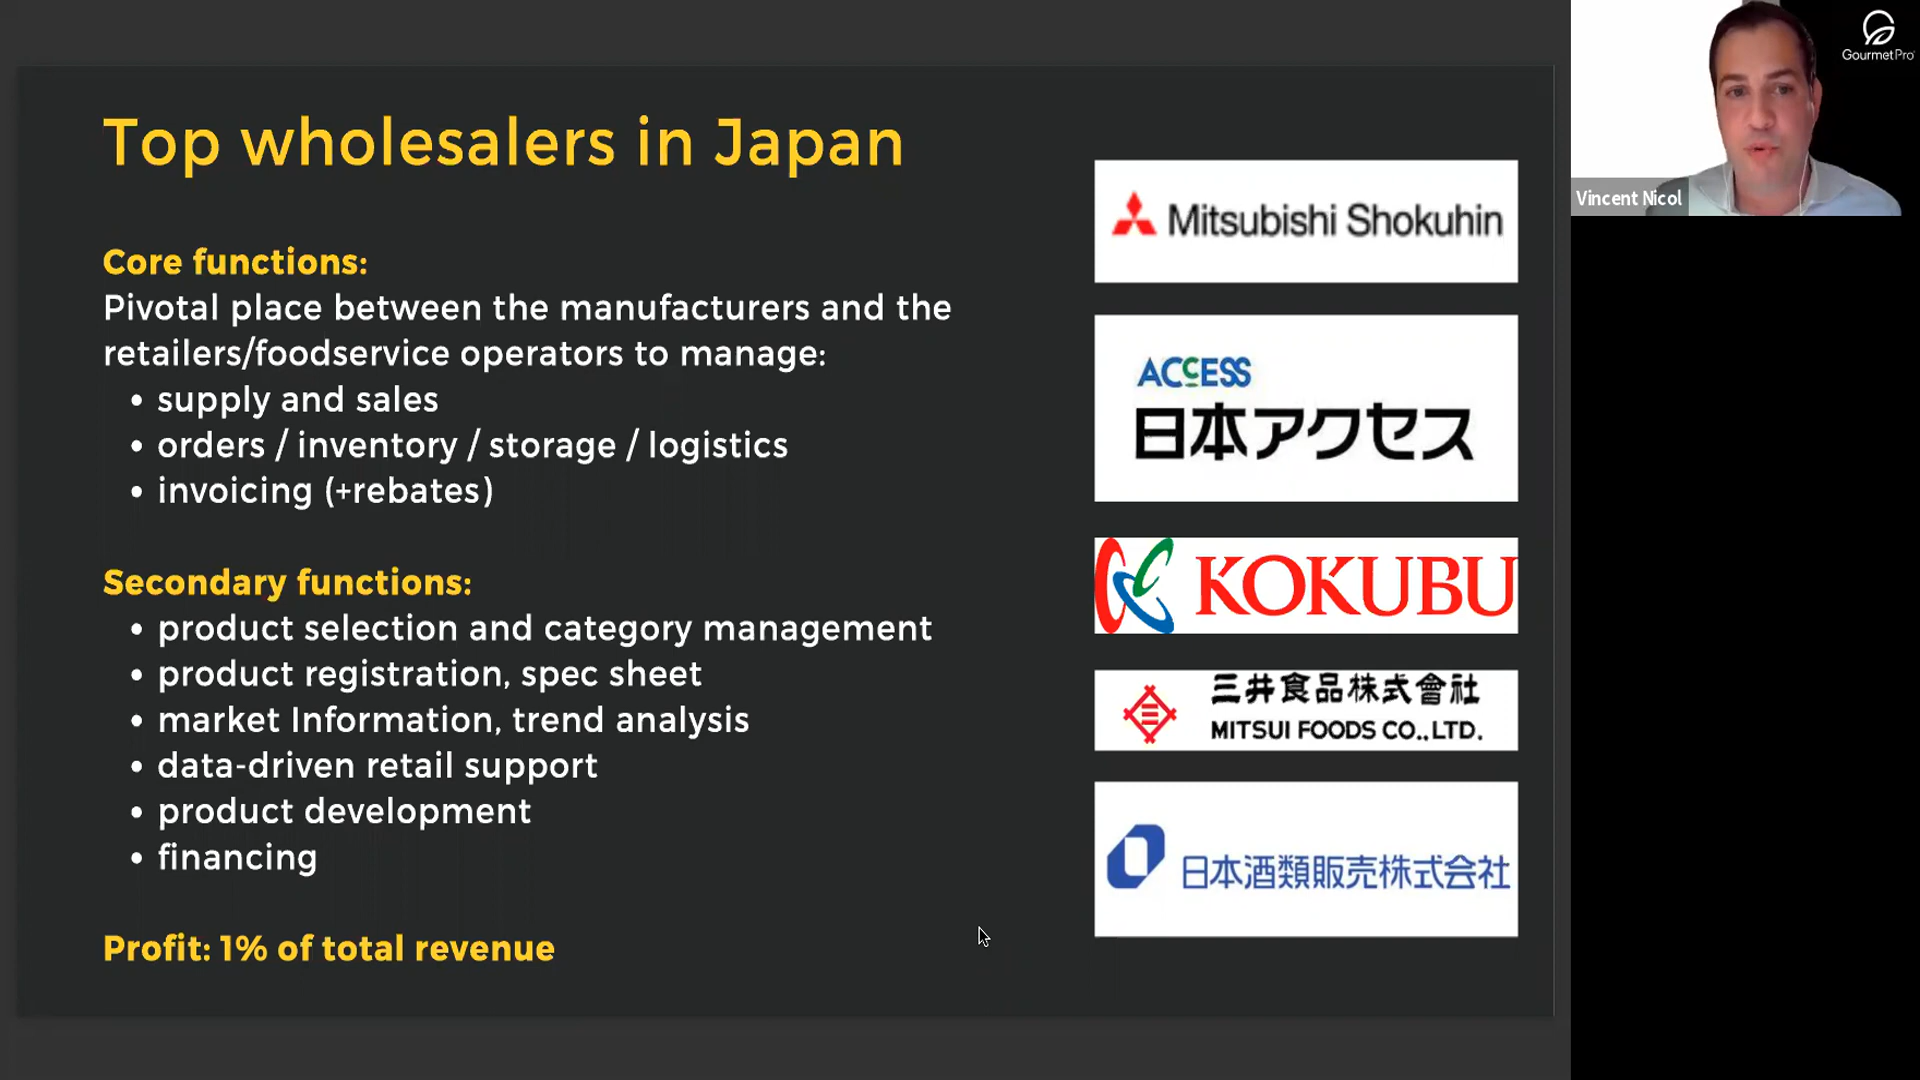 Top wholesalers in Japan
Core functions:
Pivotal place between the manufacturers and the
retailers/foodservice operators to manage:
• supply and sales
• orders / inventory / storage / logistics
• invoicing (+rebates)
Secondary functions:
• product selection and category management
• product registration, spec sheet
• market Information, trend analysis
• data-driven retail support
• product development
• financing
Profit: 1% of total revenue
Mitsubishi Shokuhin
ACCESS
日本アクセス
KOKUBU
三井食品株式會社
MITSUI FOODS CO.,LTD.
日本酒類販売株式会社
GourmetPro
Vincent Nicol